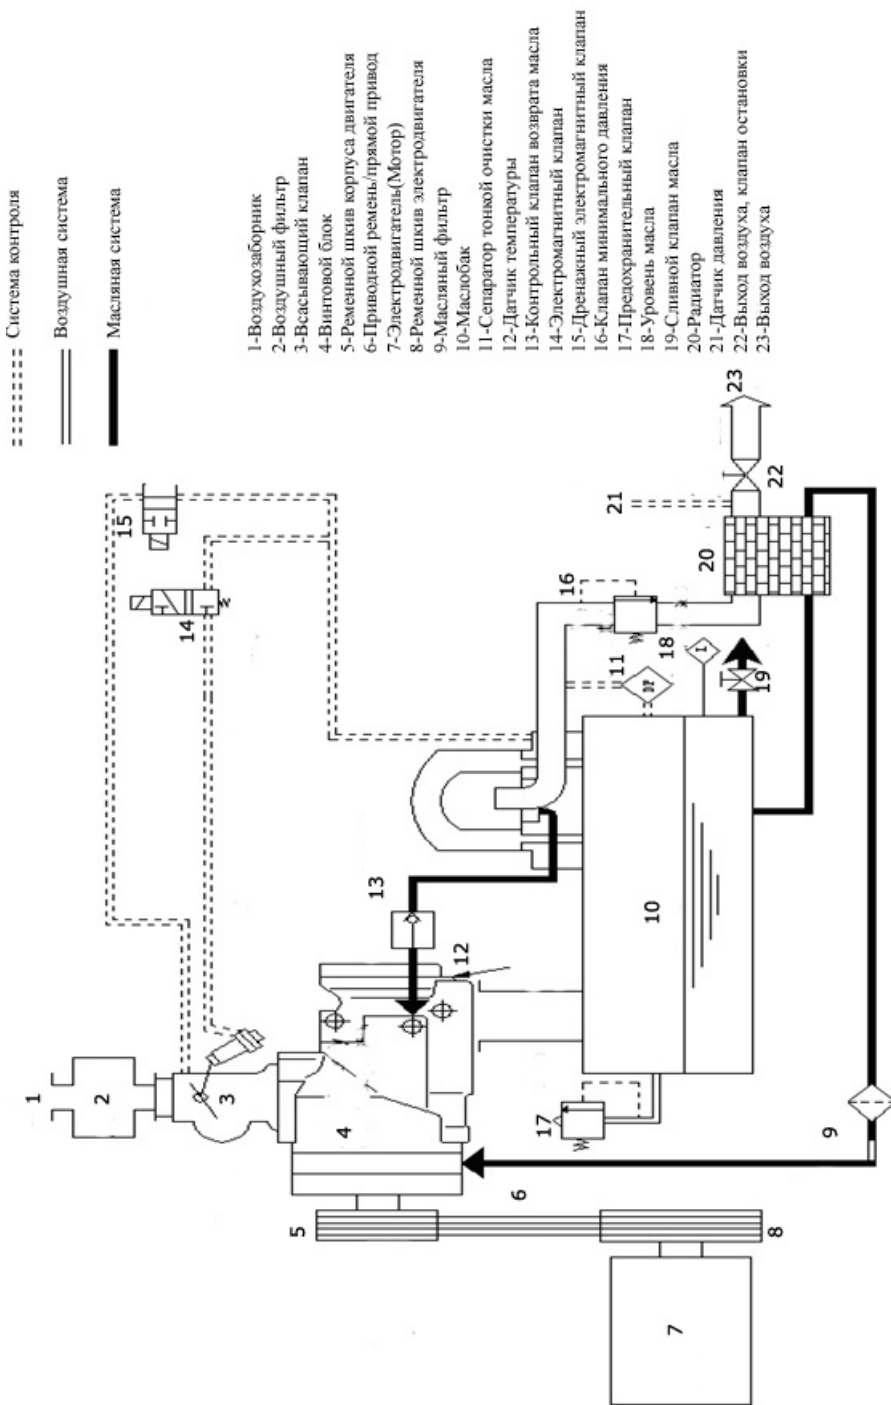 Система контроля
Воздушная система
Масляная система
1-Воздухозаборник
2-Воздушный фильтр
3-Всасывающий клапан
4-Винтовой блок
5-Ременной шкив корпуса двигателя
6-Приводной ремень/прямой привод
7-Электродвигатель(Мотор)
8-Ременной шкив электродвигателя
9-Масляный фильтр
10-Маслобак
11-Сепаратор тонкой очистки масла
12-Датчик температуры
13-Контрольный клапан возврата масла
14-Электромагнитный клапан
15-Дренажный электромагнитный клапан
16-Клапан минимального давления
17-Предохранительный клапан
18-Уровень масла
19-Сливной клапан масла
20-Радиатор
21-Датчик давления
22-Выход воздуха, клапан остановки
23-Выход воздуха
1
2
3
4
5
6
7
8
9
10
11
12
13
14
15
16
17
18
19
20
21
22
23
DP
L